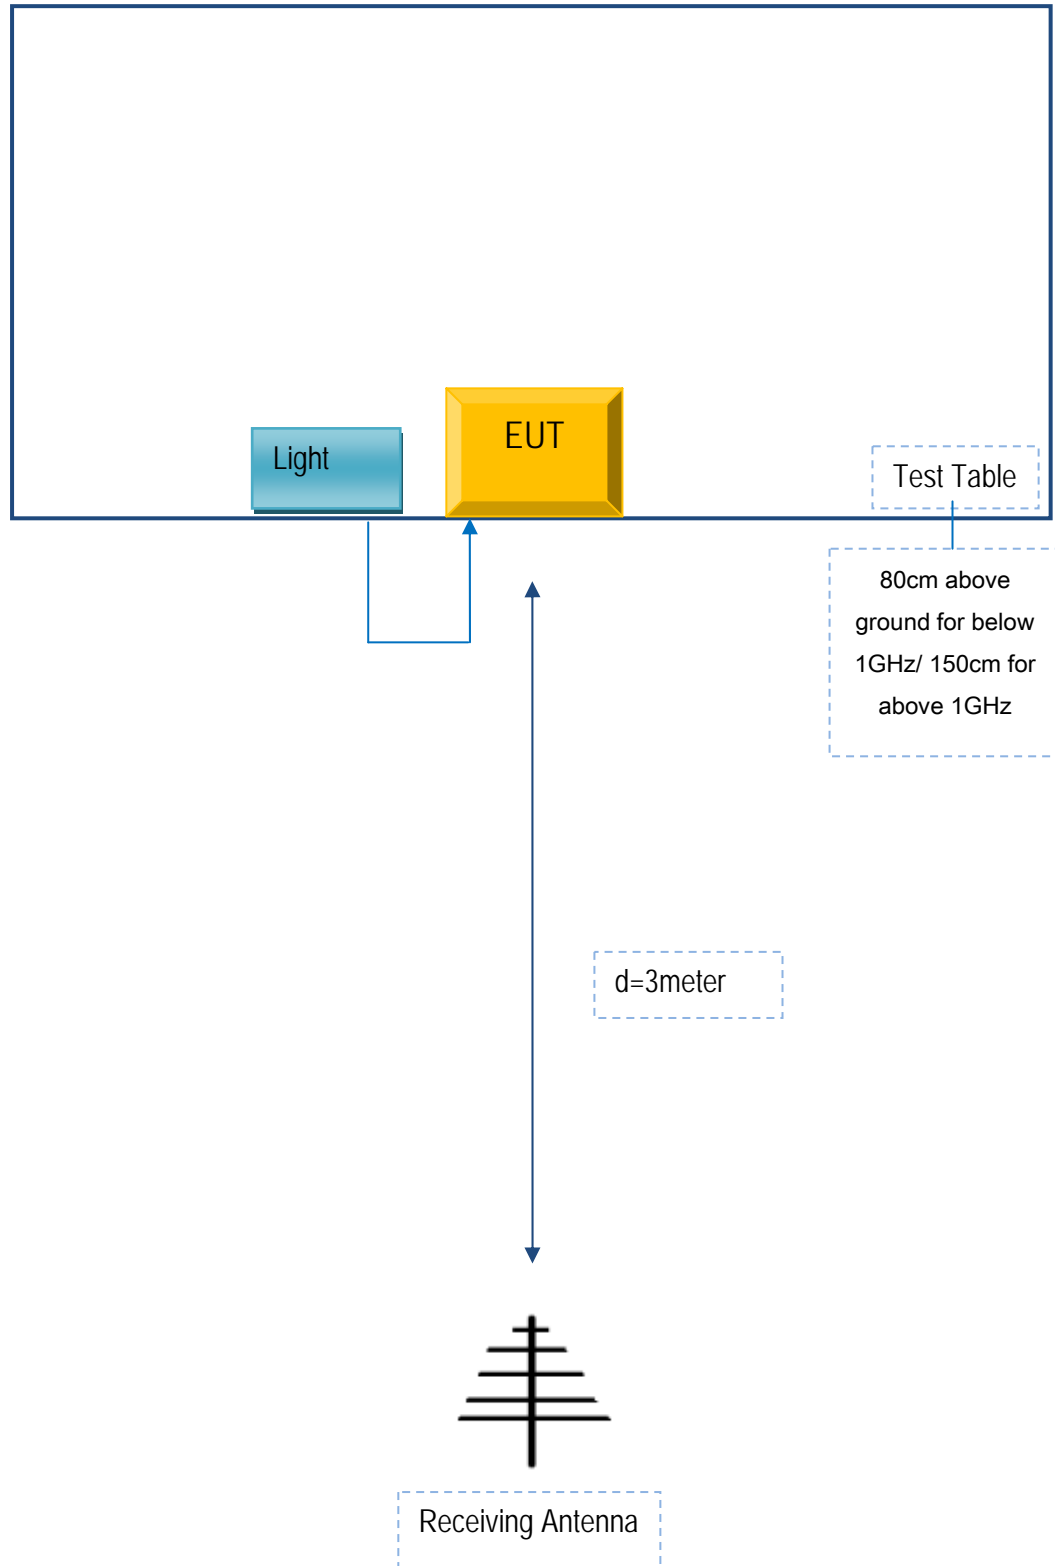 EUT
Light
Test Table
80cm above
ground for below
1GHz/ 150cm for
above 1GHz
d=3meter
Receiving Antenna